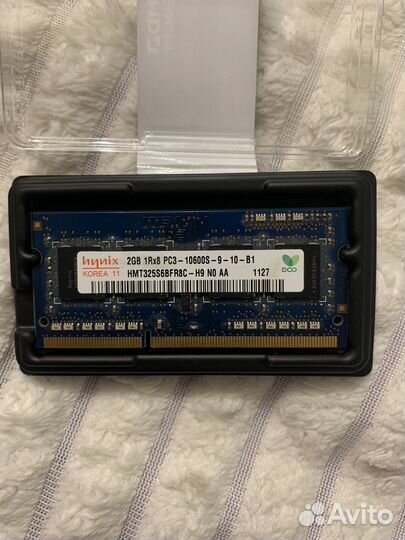 hynix
KOREA 11
2GB 1Rx8 PC3-10600S-9-10-B1
HMT325S6BFR8C-H9 N0 AA 1127
ECO
Avito